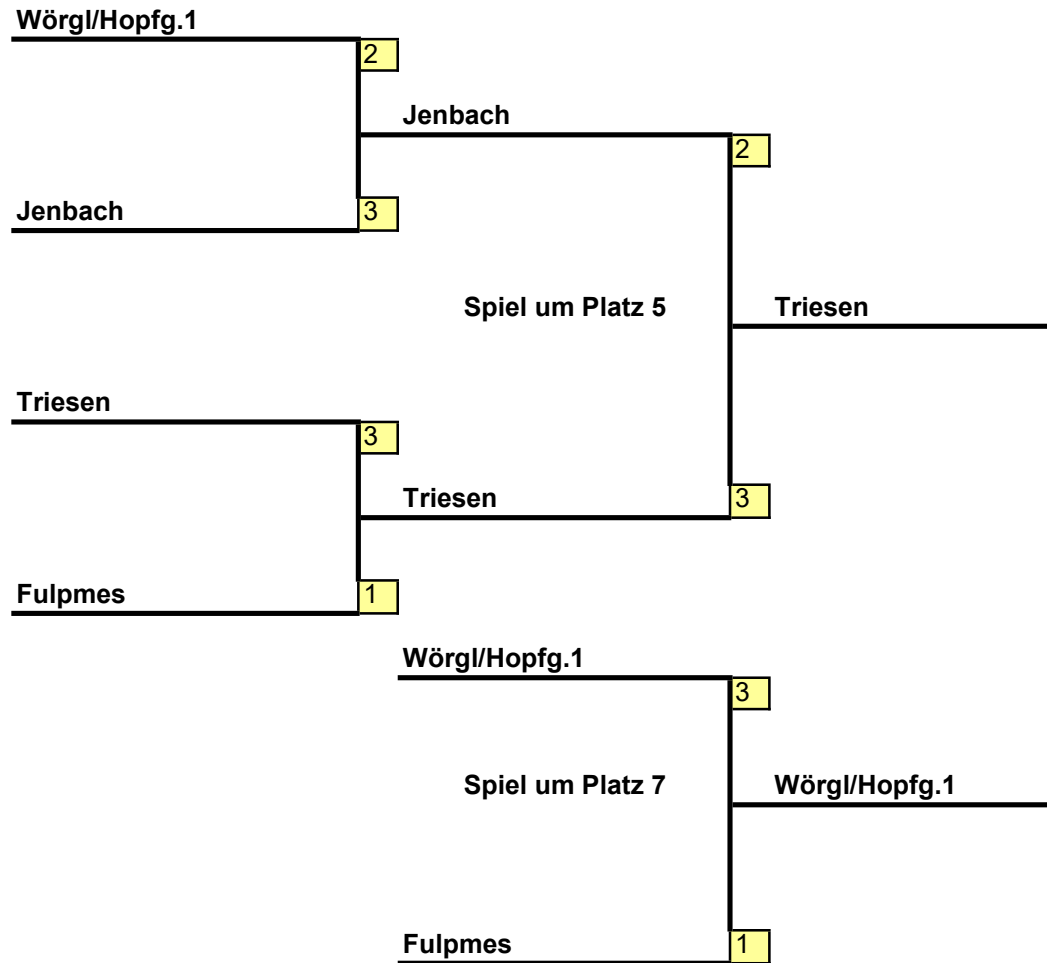 Wörgl/Hopfg.1
2
Jenbach
2
Jenbach
3
Spiel um Platz 5
Triesen
Triesen
3
Triesen
3
Fulpmes
1
Wörgl/Hopfg.1
3
Spiel um Platz 7
Wörgl/Hopfg.1
Fulpmes
1